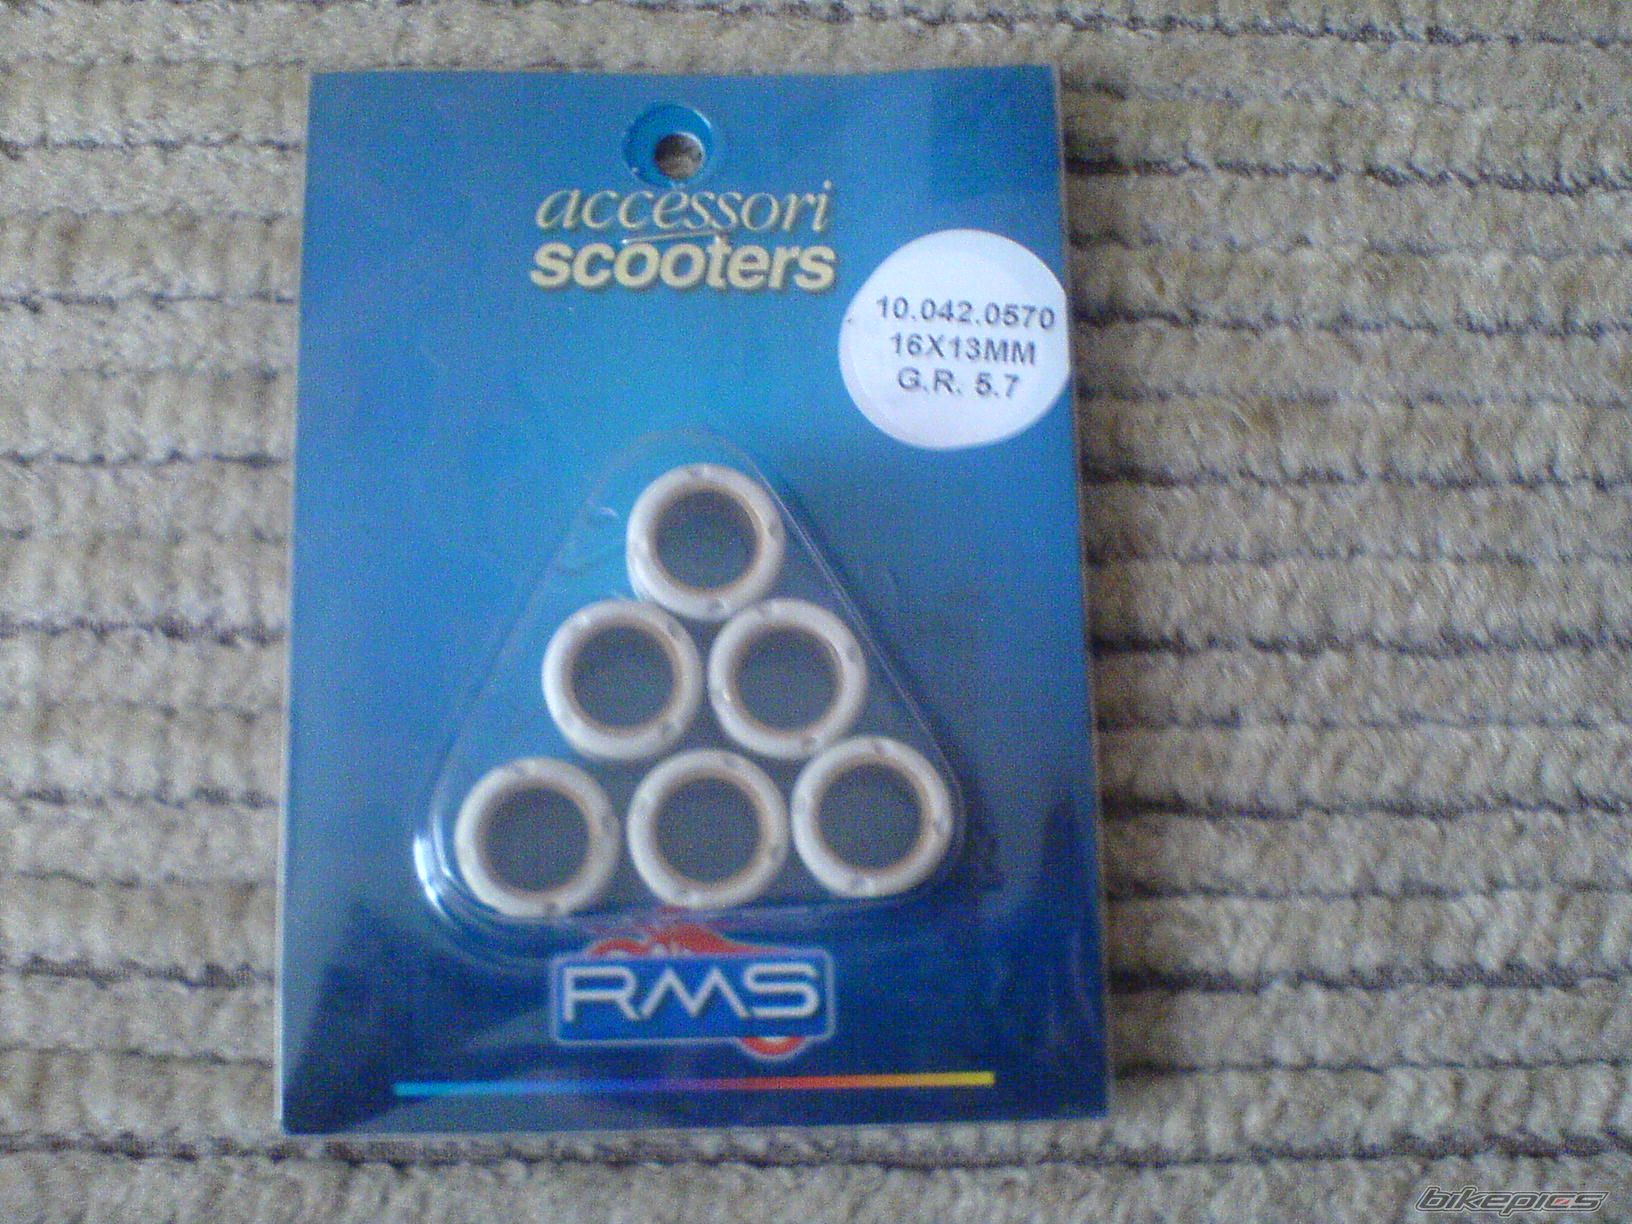 accessori
scooters
10.042.0570
16X13MM
G.R. 5.7
RMS
bikepics